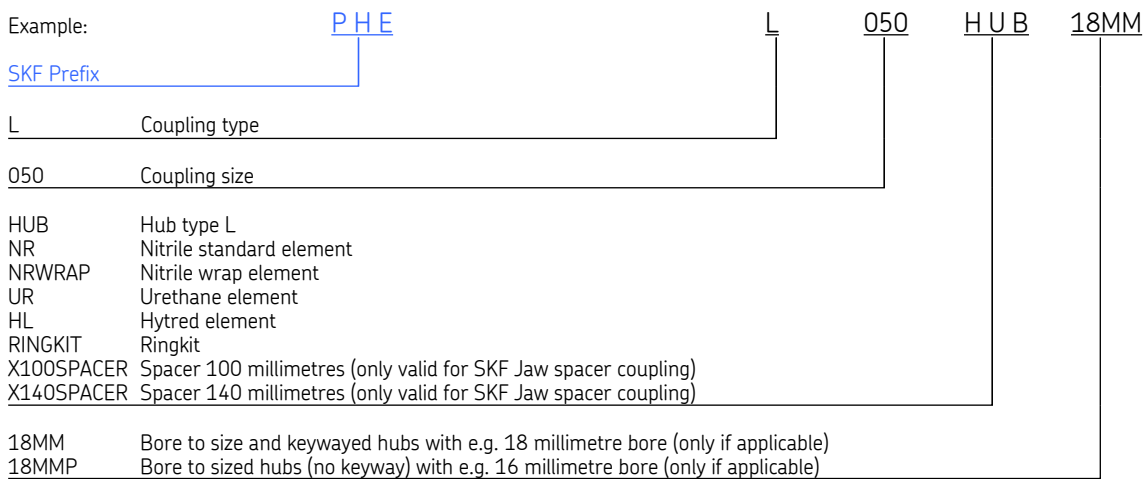 Example: P H E L 050 H U B 18MM
SKF Prefix
L Coupling type
050 Coupling size
HUB Hub type L
NR Nitrile standard element
NRWRAP Nitrile wrap element
UR Urethane element
HL Hytred element
RINGKIT Ringkit
X100SPACER Spacer 100 millimetres (only valid for SKF Jaw spacer coupling)
X140SPACER Spacer 140 millimetres (only valid for SKF Jaw spacer coupling)
18MM Bore to size and keywayed hubs with e.g. 18 millimetre bore (only if applicable)
18MMP Bore to sized hubs (no keyway) with e.g. 16 millimetre bore (only if applicable)